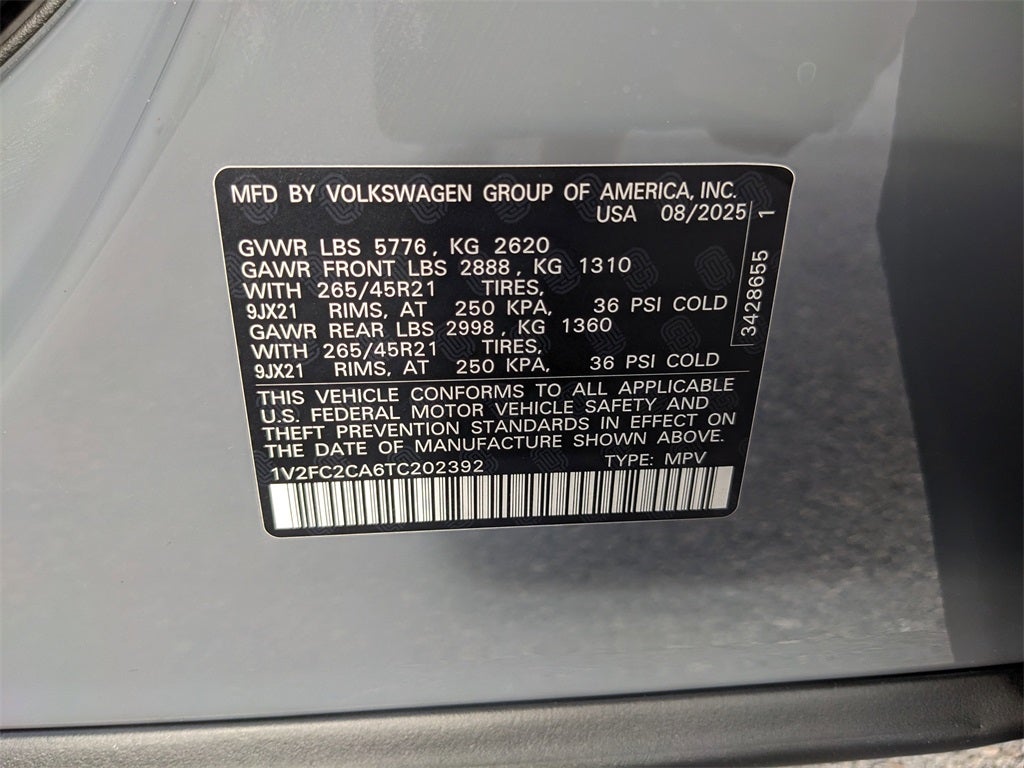 MFD BY VOLKSWAGEN GROUP OF AMERICA, INC.
USA 08/2025
GVWR LBS 5776, KG 2620
GAWR FRONT LBS 2888, KG 1310
WITH 265/45R21 TIRES,
9JX21 RIMS, AT 250 KPA, 36 PSI COLD
GAWR REAR LBS 2998, KG 1360
WITH 265/45R21 TIRES,
9JX21 RIMS, AT 250 KPA, 36 PSI COLD
3428655 1
THIS VEHICLE CONFORMS TO ALL APPLICABLE
U.S. FEDERAL MOTOR VEHICLE SAFETY AND
THEFT PREVENTION STANDARDS IN EFFECT ON
THE DATE OF MANUFACTURE SHOWN ABOVE.
1V2FC2CA6TC202392 TYPE: MPV